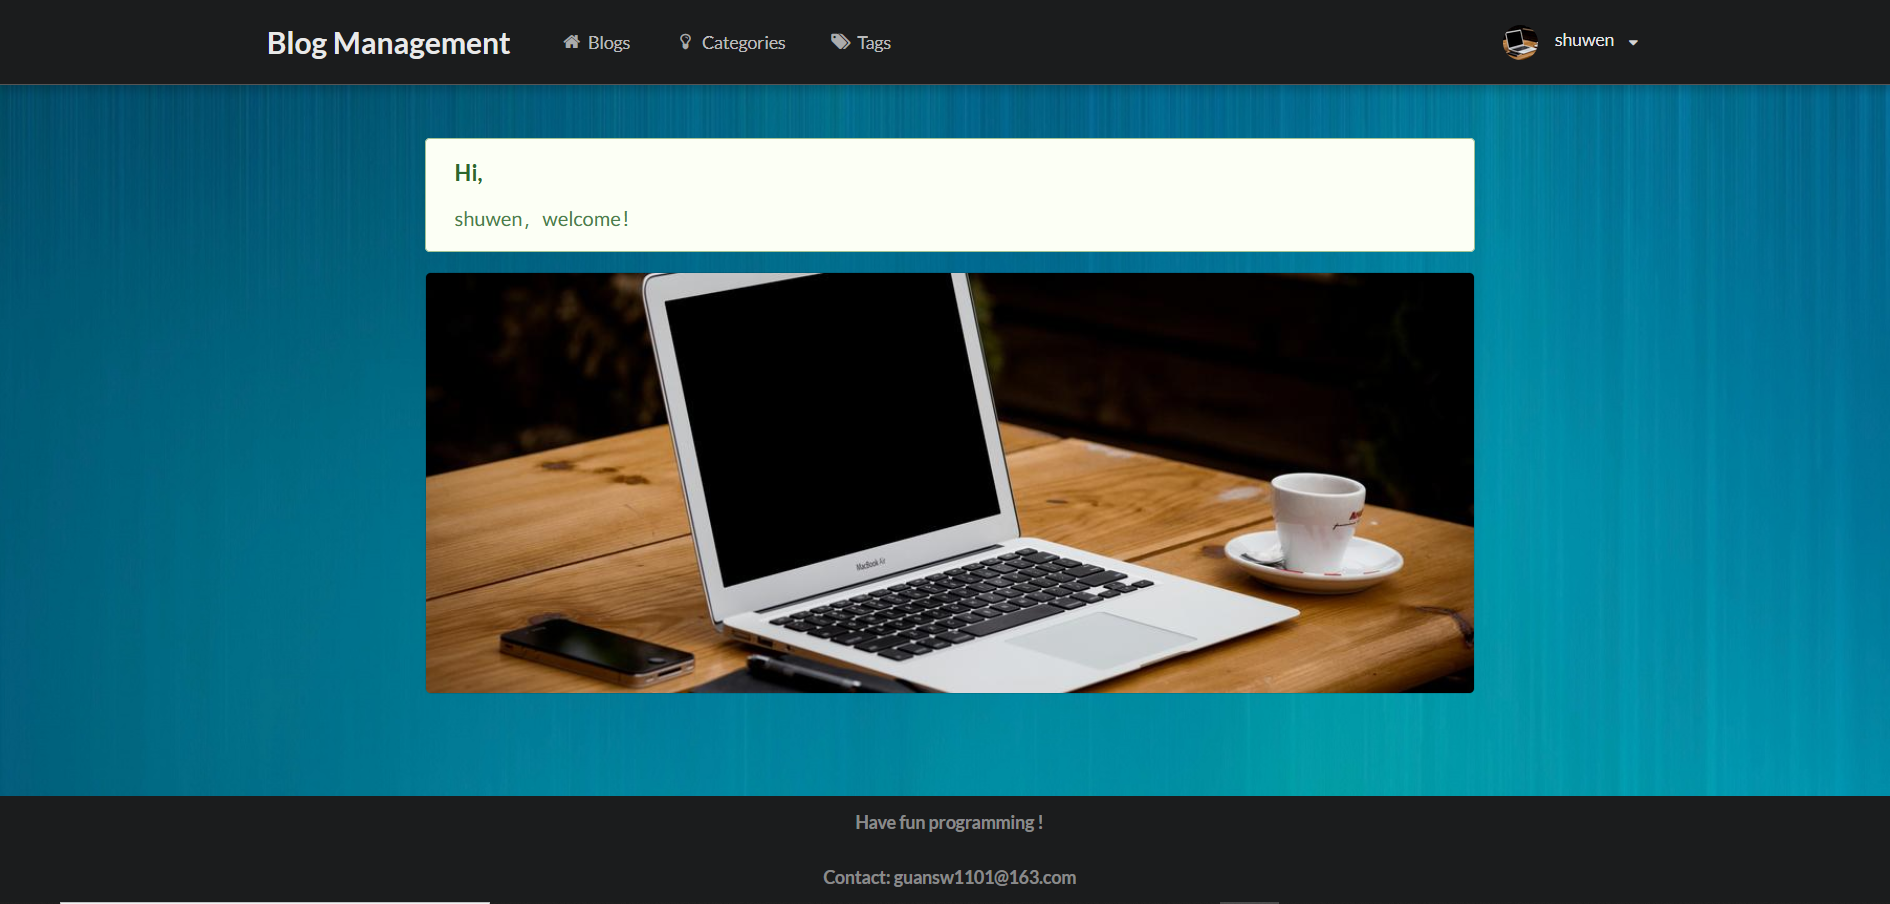 Blog Management
Blogs
Categories
Tags
shuwen
Hi,
shuwen，welcome！
MacBook Air
Have fun programming !
Contact: guansw1101@163.com